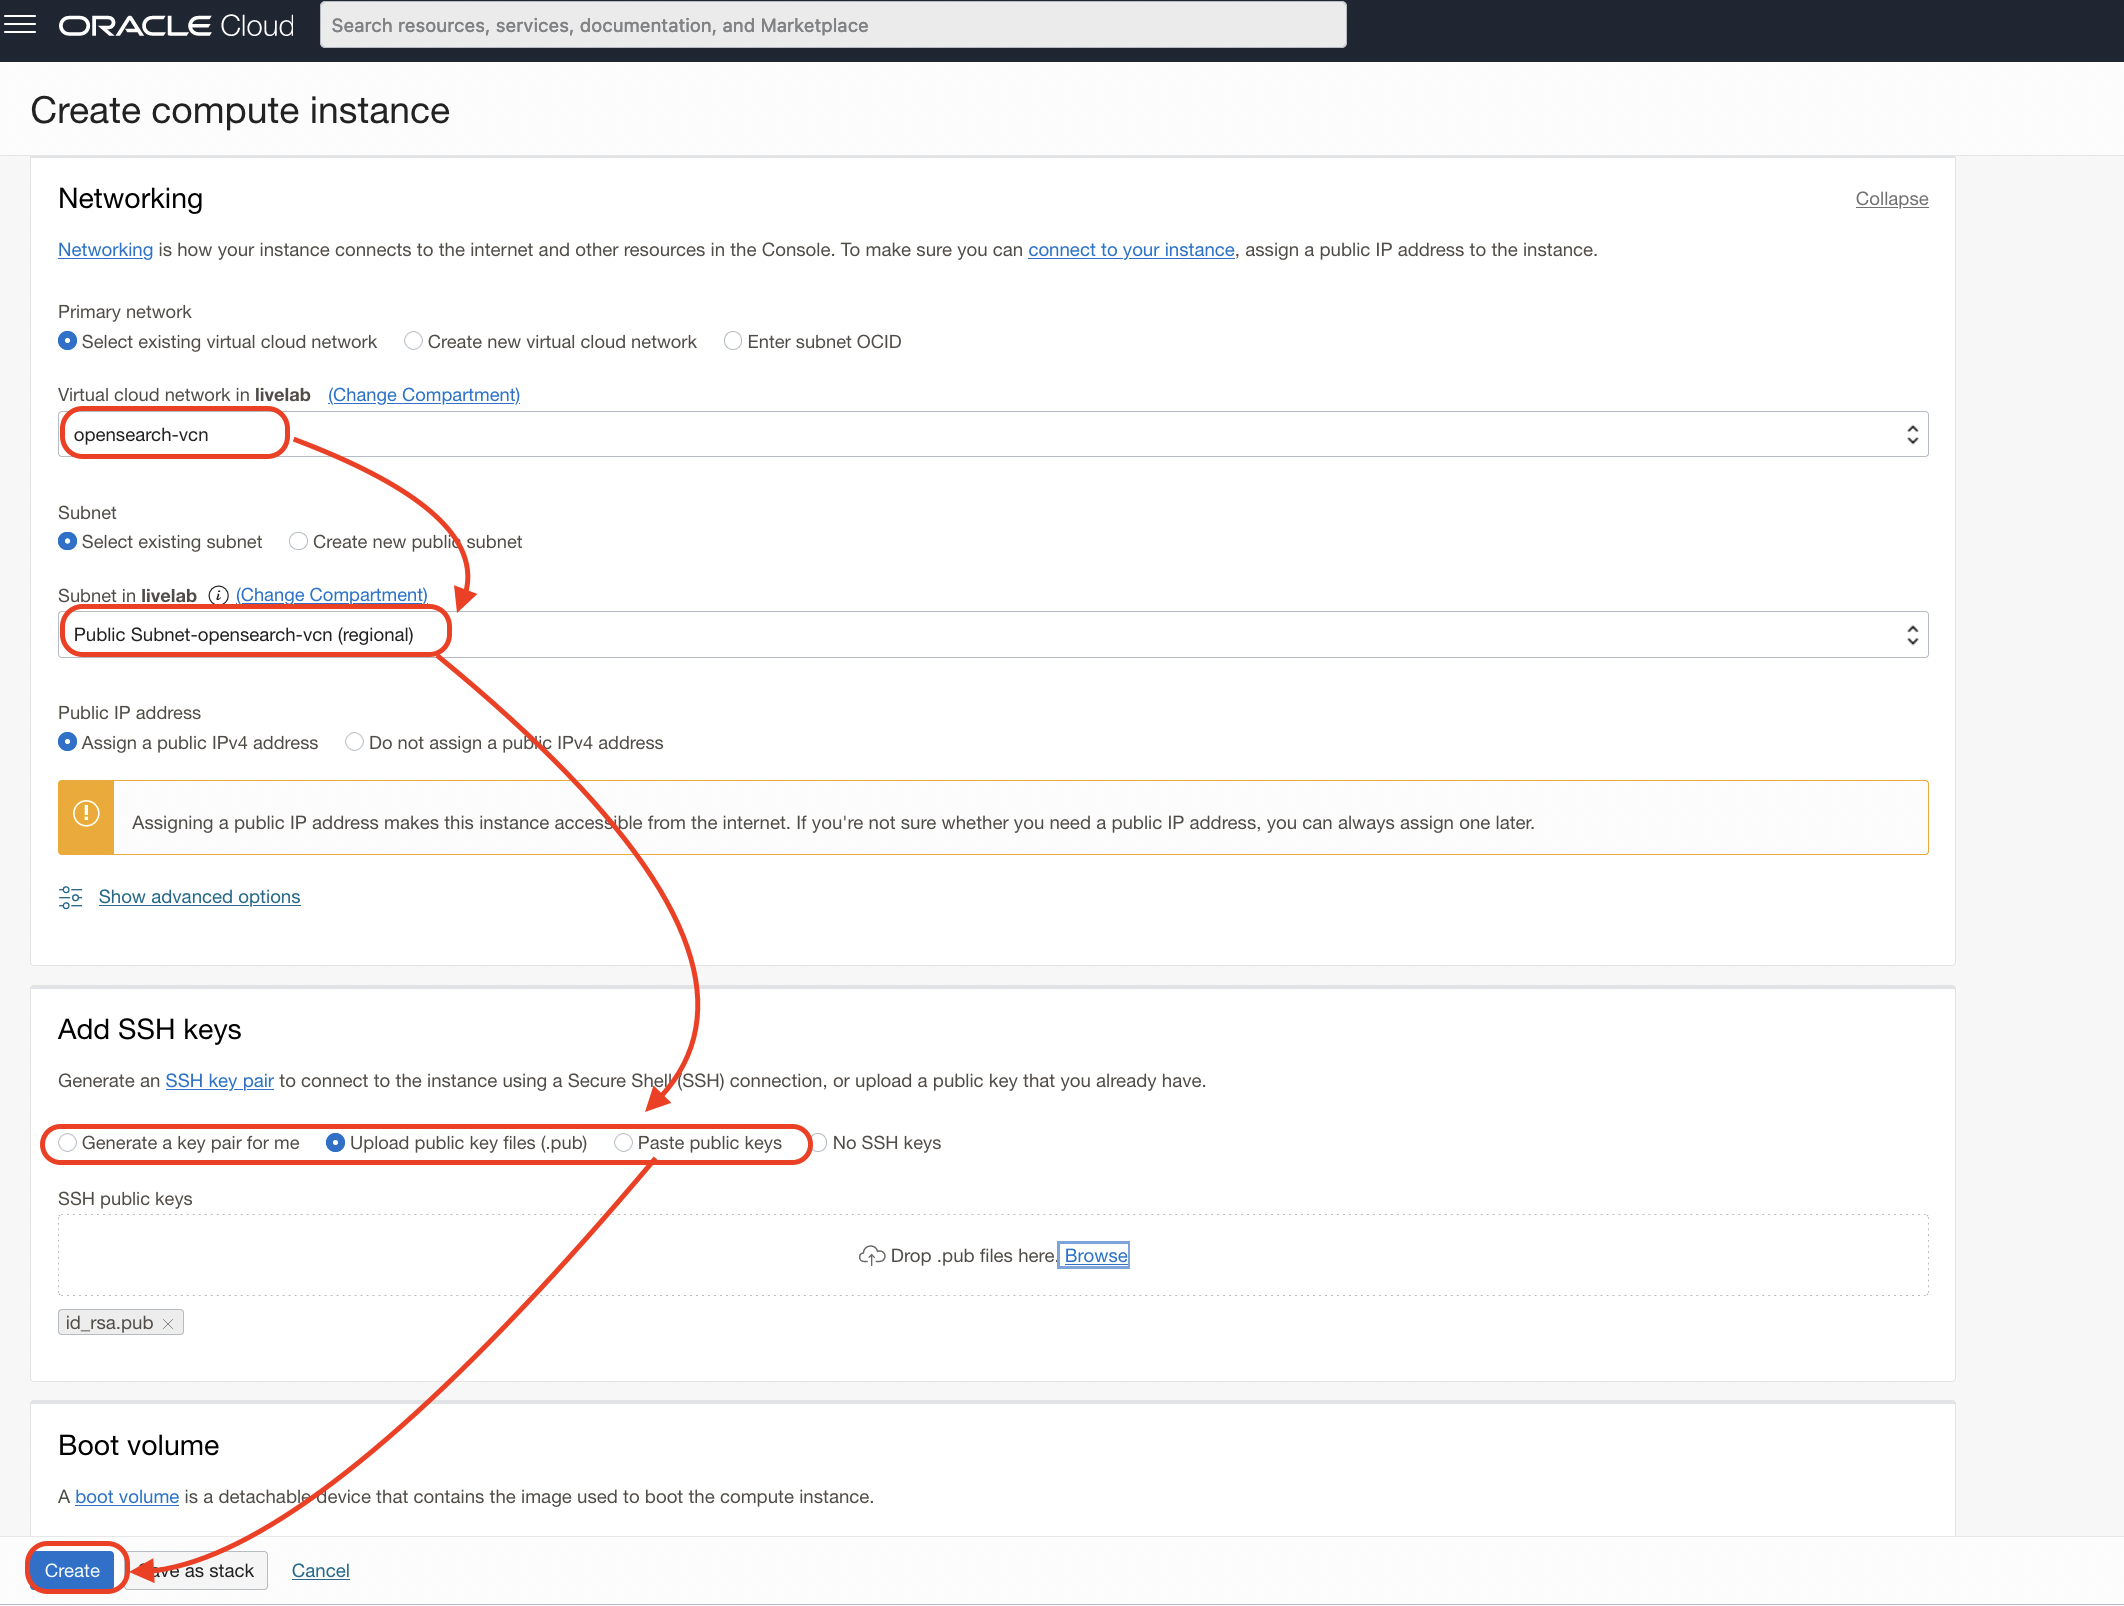 ORACLE Cloud
Search resources, services, documentation, and Marketplace
Create compute instance
Networking
Collapse
Networking is how your instance connects to the internet and other resources in the Console. To make sure you can connect to your instance, assign a public IP address to the instance.
Primary network
Select existing virtual cloud network Create new virtual cloud network Enter subnet OCID
Virtual cloud network in livelab (Change Compartment)
opensearch-vcn
Subnet
Select existing subnet Create new public subnet
Subnet in livelab (Change Compartment)
Public Subnet-opensearch-vcn (regional)
Public IP address
Assign a public IPv4 address Do not assign a public IPv4 address
Assigning a public IP address makes this instance accessible from the internet. If you're not sure whether you need a public IP address, you can always assign one later.
Show advanced options
Add SSH keys
Generate an SSH key pair to connect to the instance using a Secure Shell (SSH) connection, or upload a public key that you already have.
Generate a key pair for me Upload public key files (.pub) Paste public keys No SSH keys
SSH public keys
Drop .pub files here. Browse
id_rsa.pub
Boot volume
A boot volume is a detachable device that contains the image used to boot the compute instance.
Create Save as stack Cancel